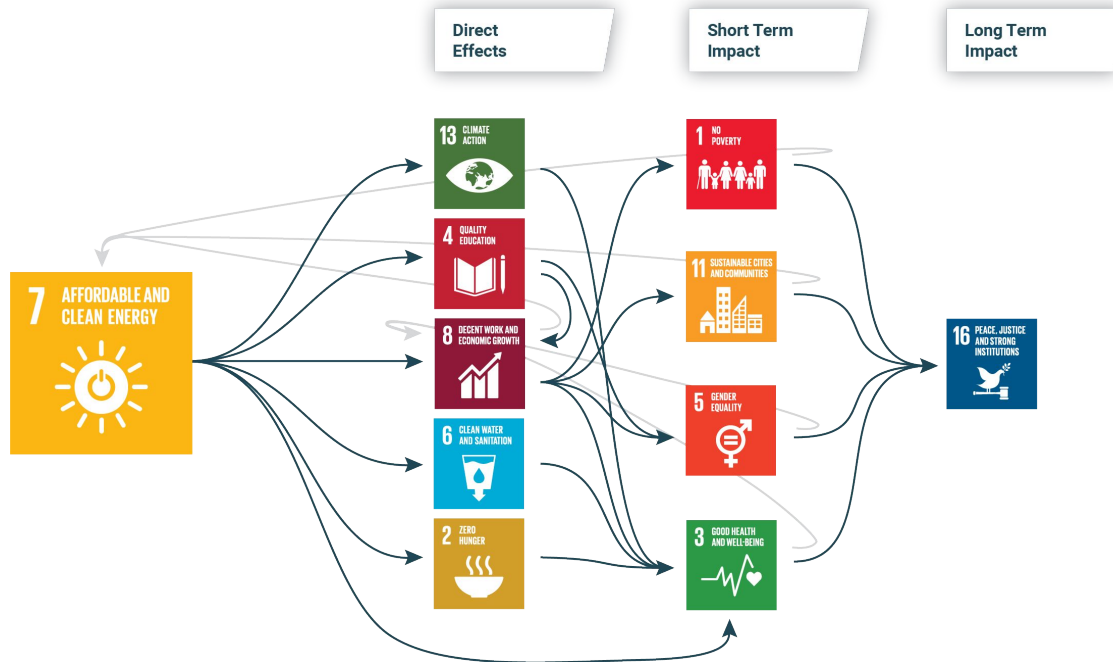 Direct
Effects
Short Term
Impact
Long Term
Impact
13 CLIMATE
ACTION
1 NO
POVERTY
4 QUALITY
EDUCATION
11 SUSTAINABLE CITIES
AND COMMUNITIES
7 AFFORDABLE AND
CLEAN ENERGY
8 DECENT WORK AND
ECONOMIC GROWTH
16 PEACE, JUSTICE
AND STRONG
INSTITUTIONS
5 GENDER
EQUALITY
6 CLEAN WATER
AND SANITATION
2 ZERO
HUNGER
3 GOOD HEALTH
AND WELL-BEING